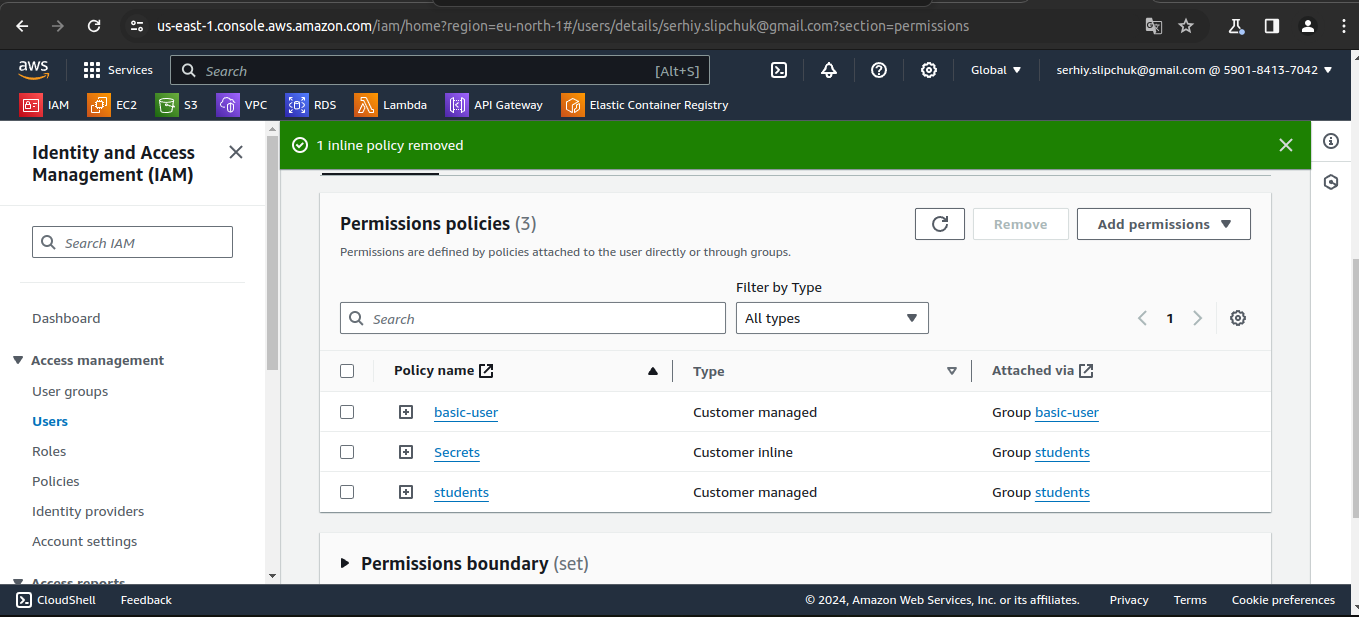 us-east-1.console.aws.amazon.com/iam/home?region=eu-north-1#/users/details/serhiy.slipchuk@gmail.com?section=permissions
aws
Services
Search
[Alt+S]
Global
serhiy.slipchuk@gmail.com @ 5901-8413-7042
IAM
EC2
S3
VPC
RDS
Lambda
API Gateway
Elastic Container Registry
Identity and Access
Management (IAM)
Search IAM
Dashboard
Access management
User groups
Users
Roles
Policies
Identity providers
Account settings
Access reports
1 Inline policy removed
Permissions policies (3)
Remove
Add permissions
Permissions are defined by policies attached to the user directly or through groups.
Filter by Type
Search
All types
1
Policy name
Type
Attached via
basic-user
Customer managed
Group basic-user
Secrets
Customer inline
Group students
students
Customer managed
Group students
Permissions boundary (set)
CloudShell
Feedback
© 2024, Amazon Web Services, Inc. or its affiliates.
Privacy
Terms
Cookie preferences